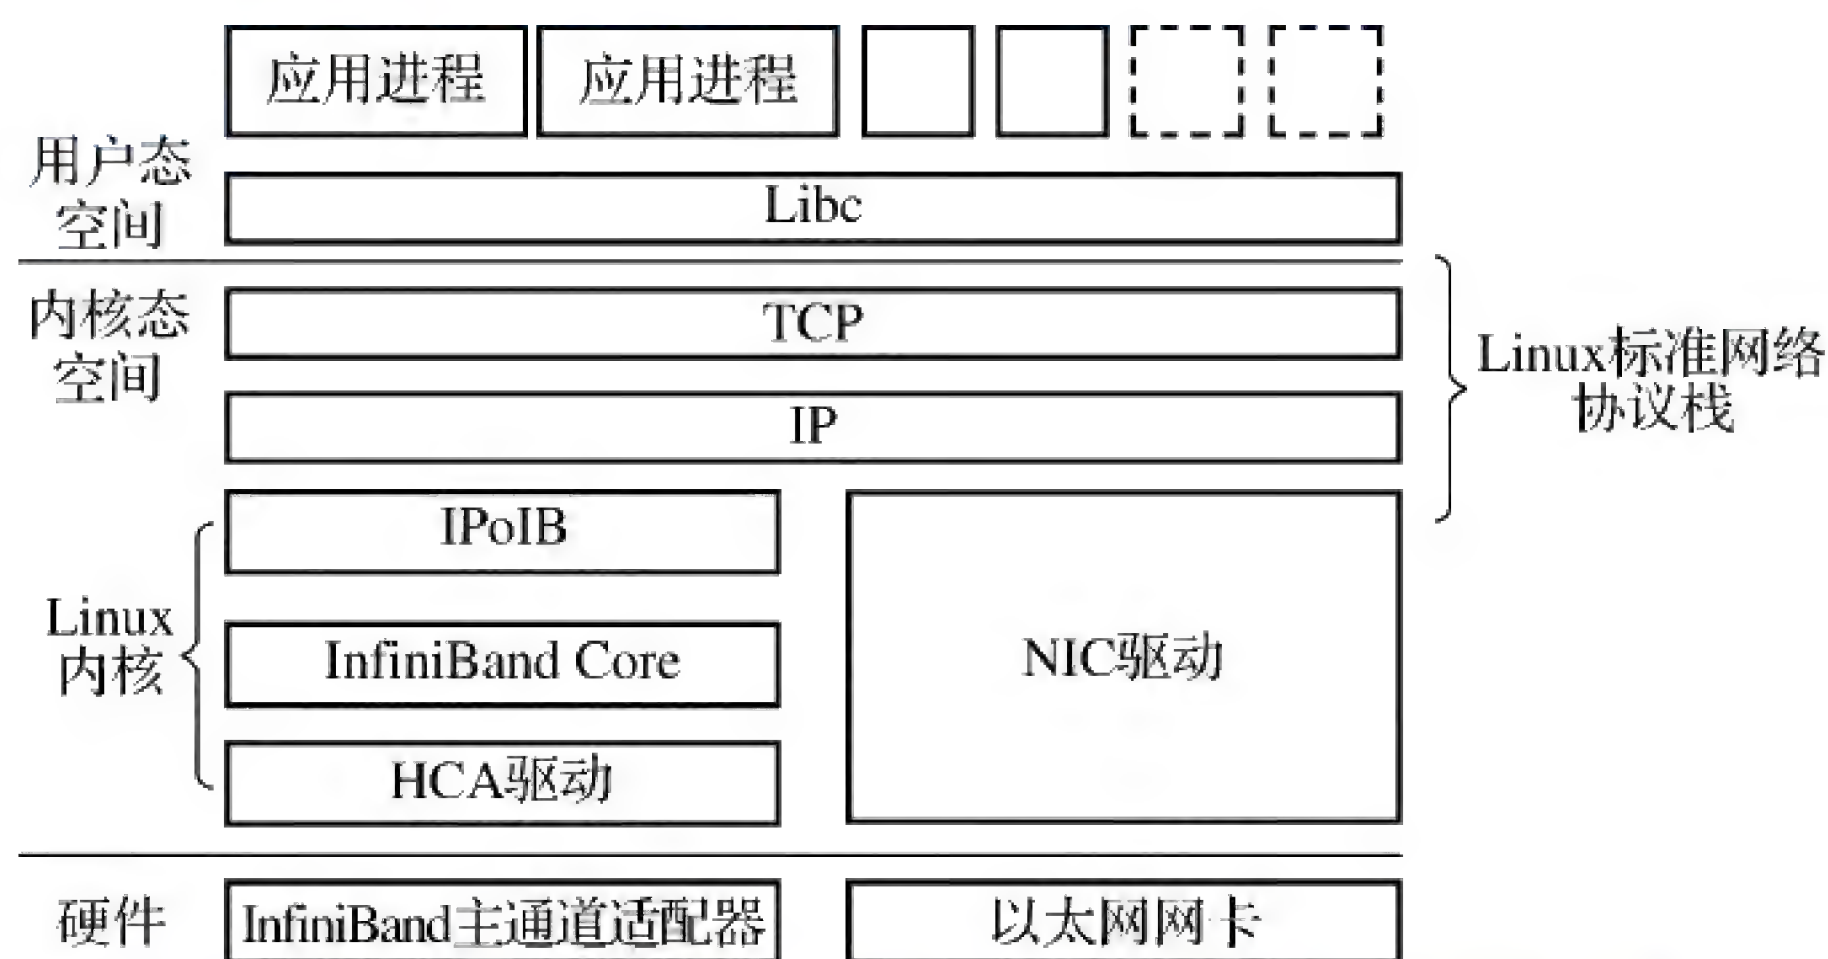 应用进程 应用进程
用户态
空间
Libc
内核态
空间
TCP
IP
Linux标准网络
协议栈
IPoIB
Linux
内核
InfiniBand Core
NIC驱动
HCA驱动
硬件
InfiniBand主通道适配器
以太网网卡